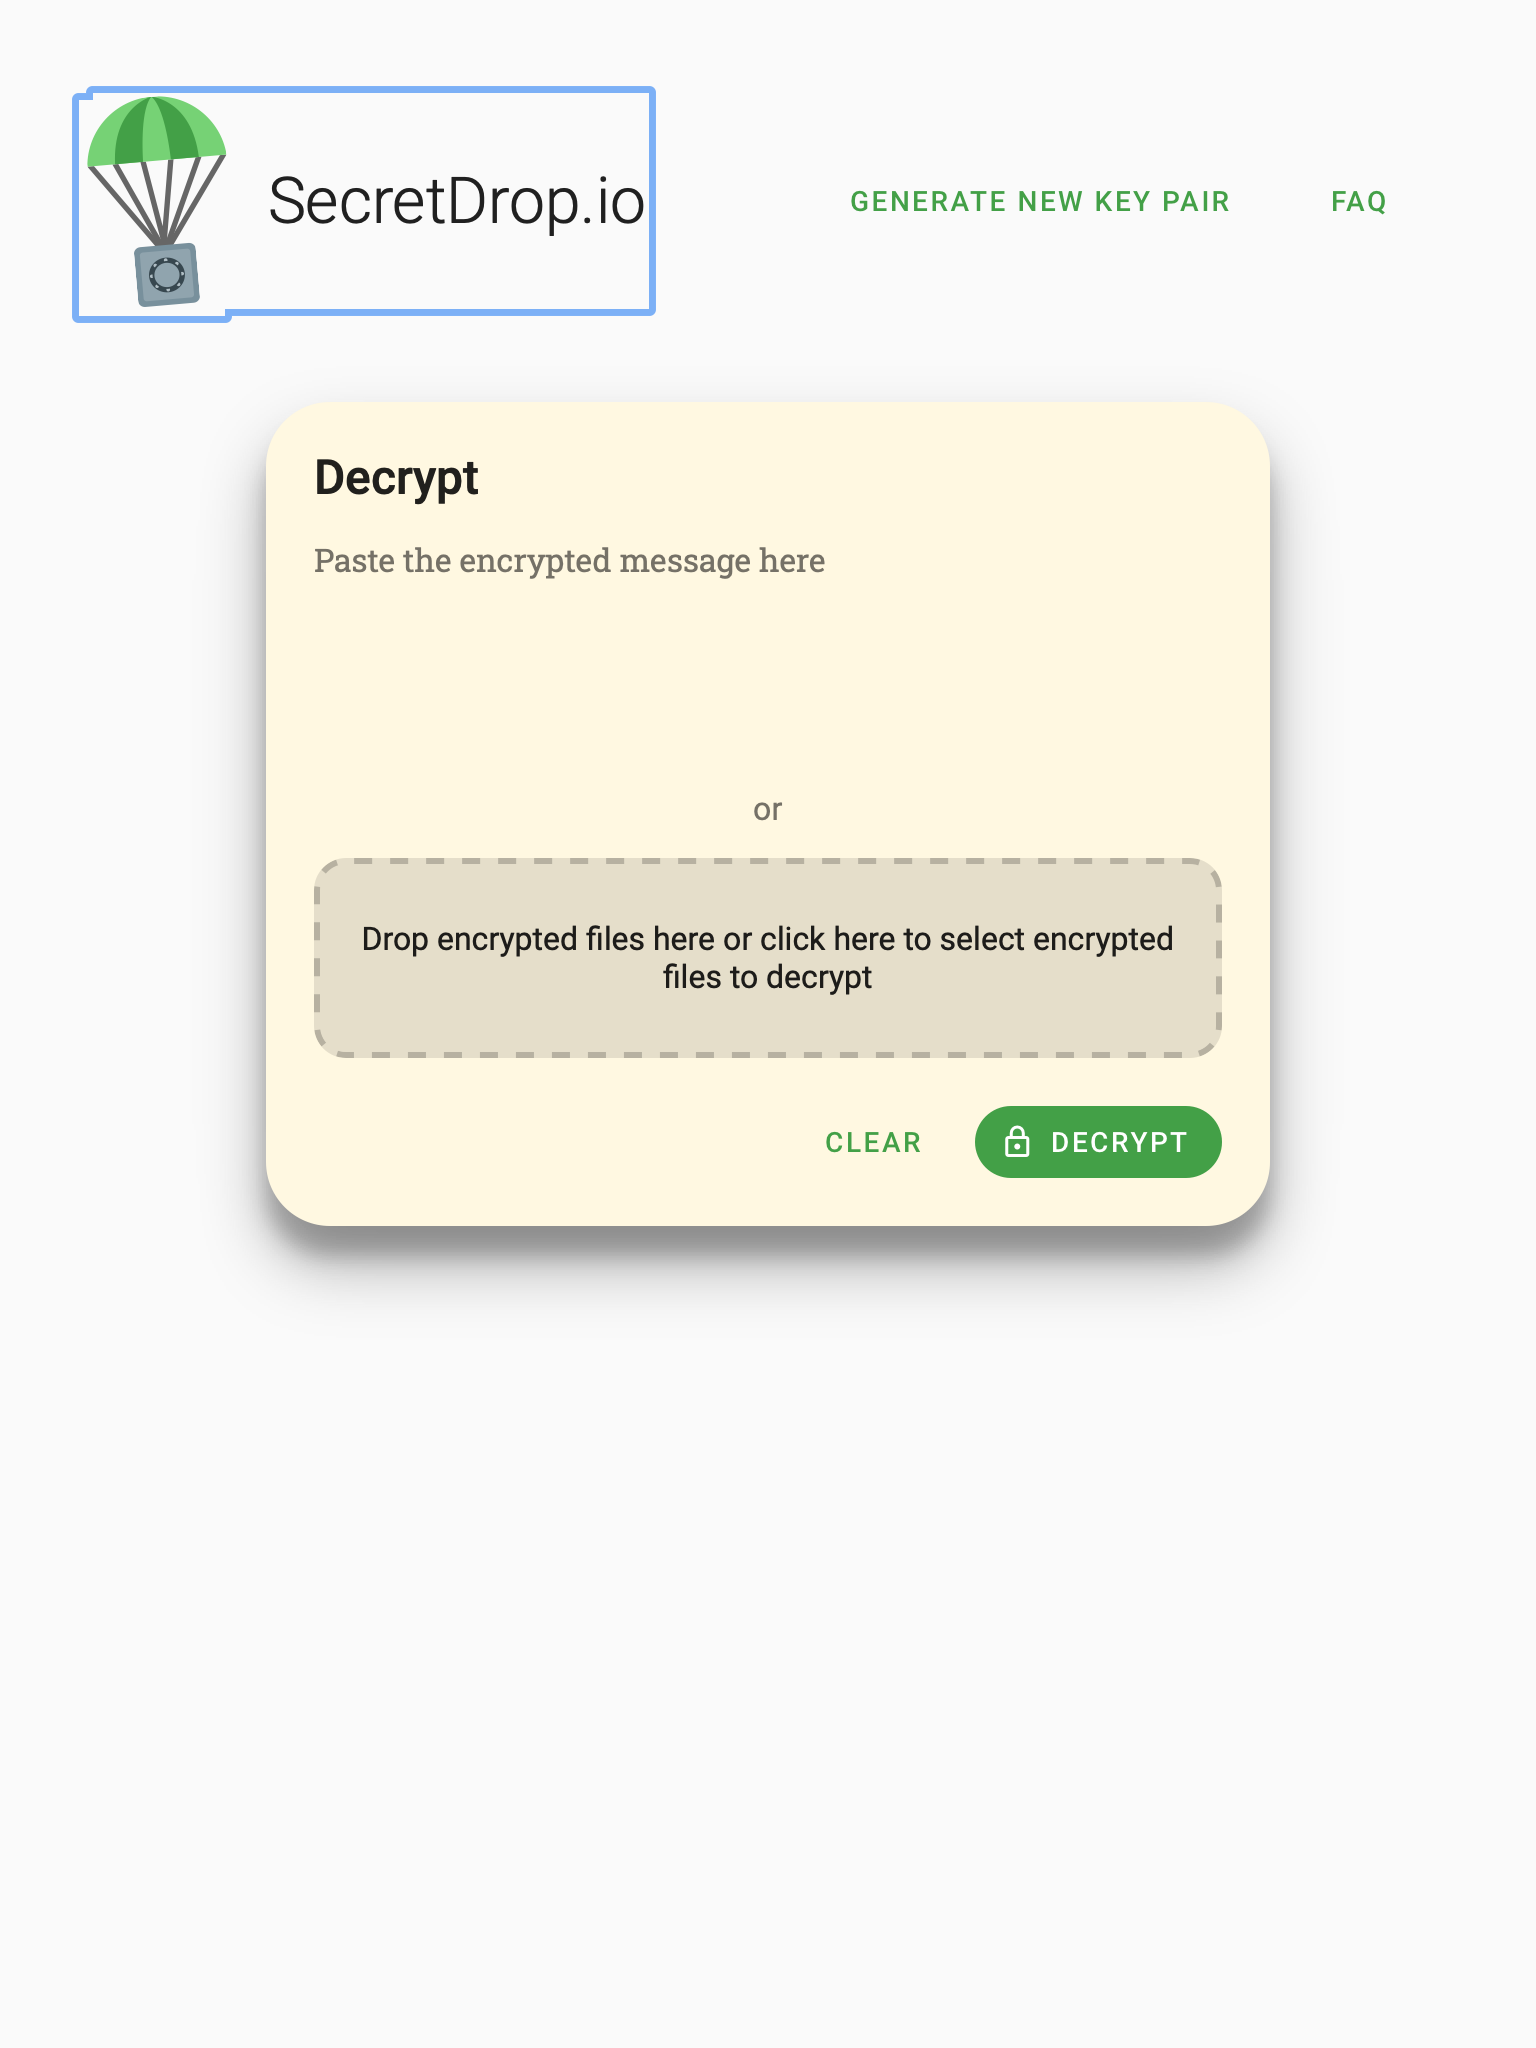 SecretDrop.io
GENERATE NEW KEY PAIR
FAQ
Decrypt
Paste the encrypted message here
or
Drop encrypted files here or click here to select encrypted
files to decrypt
CLEAR
DECRYPT